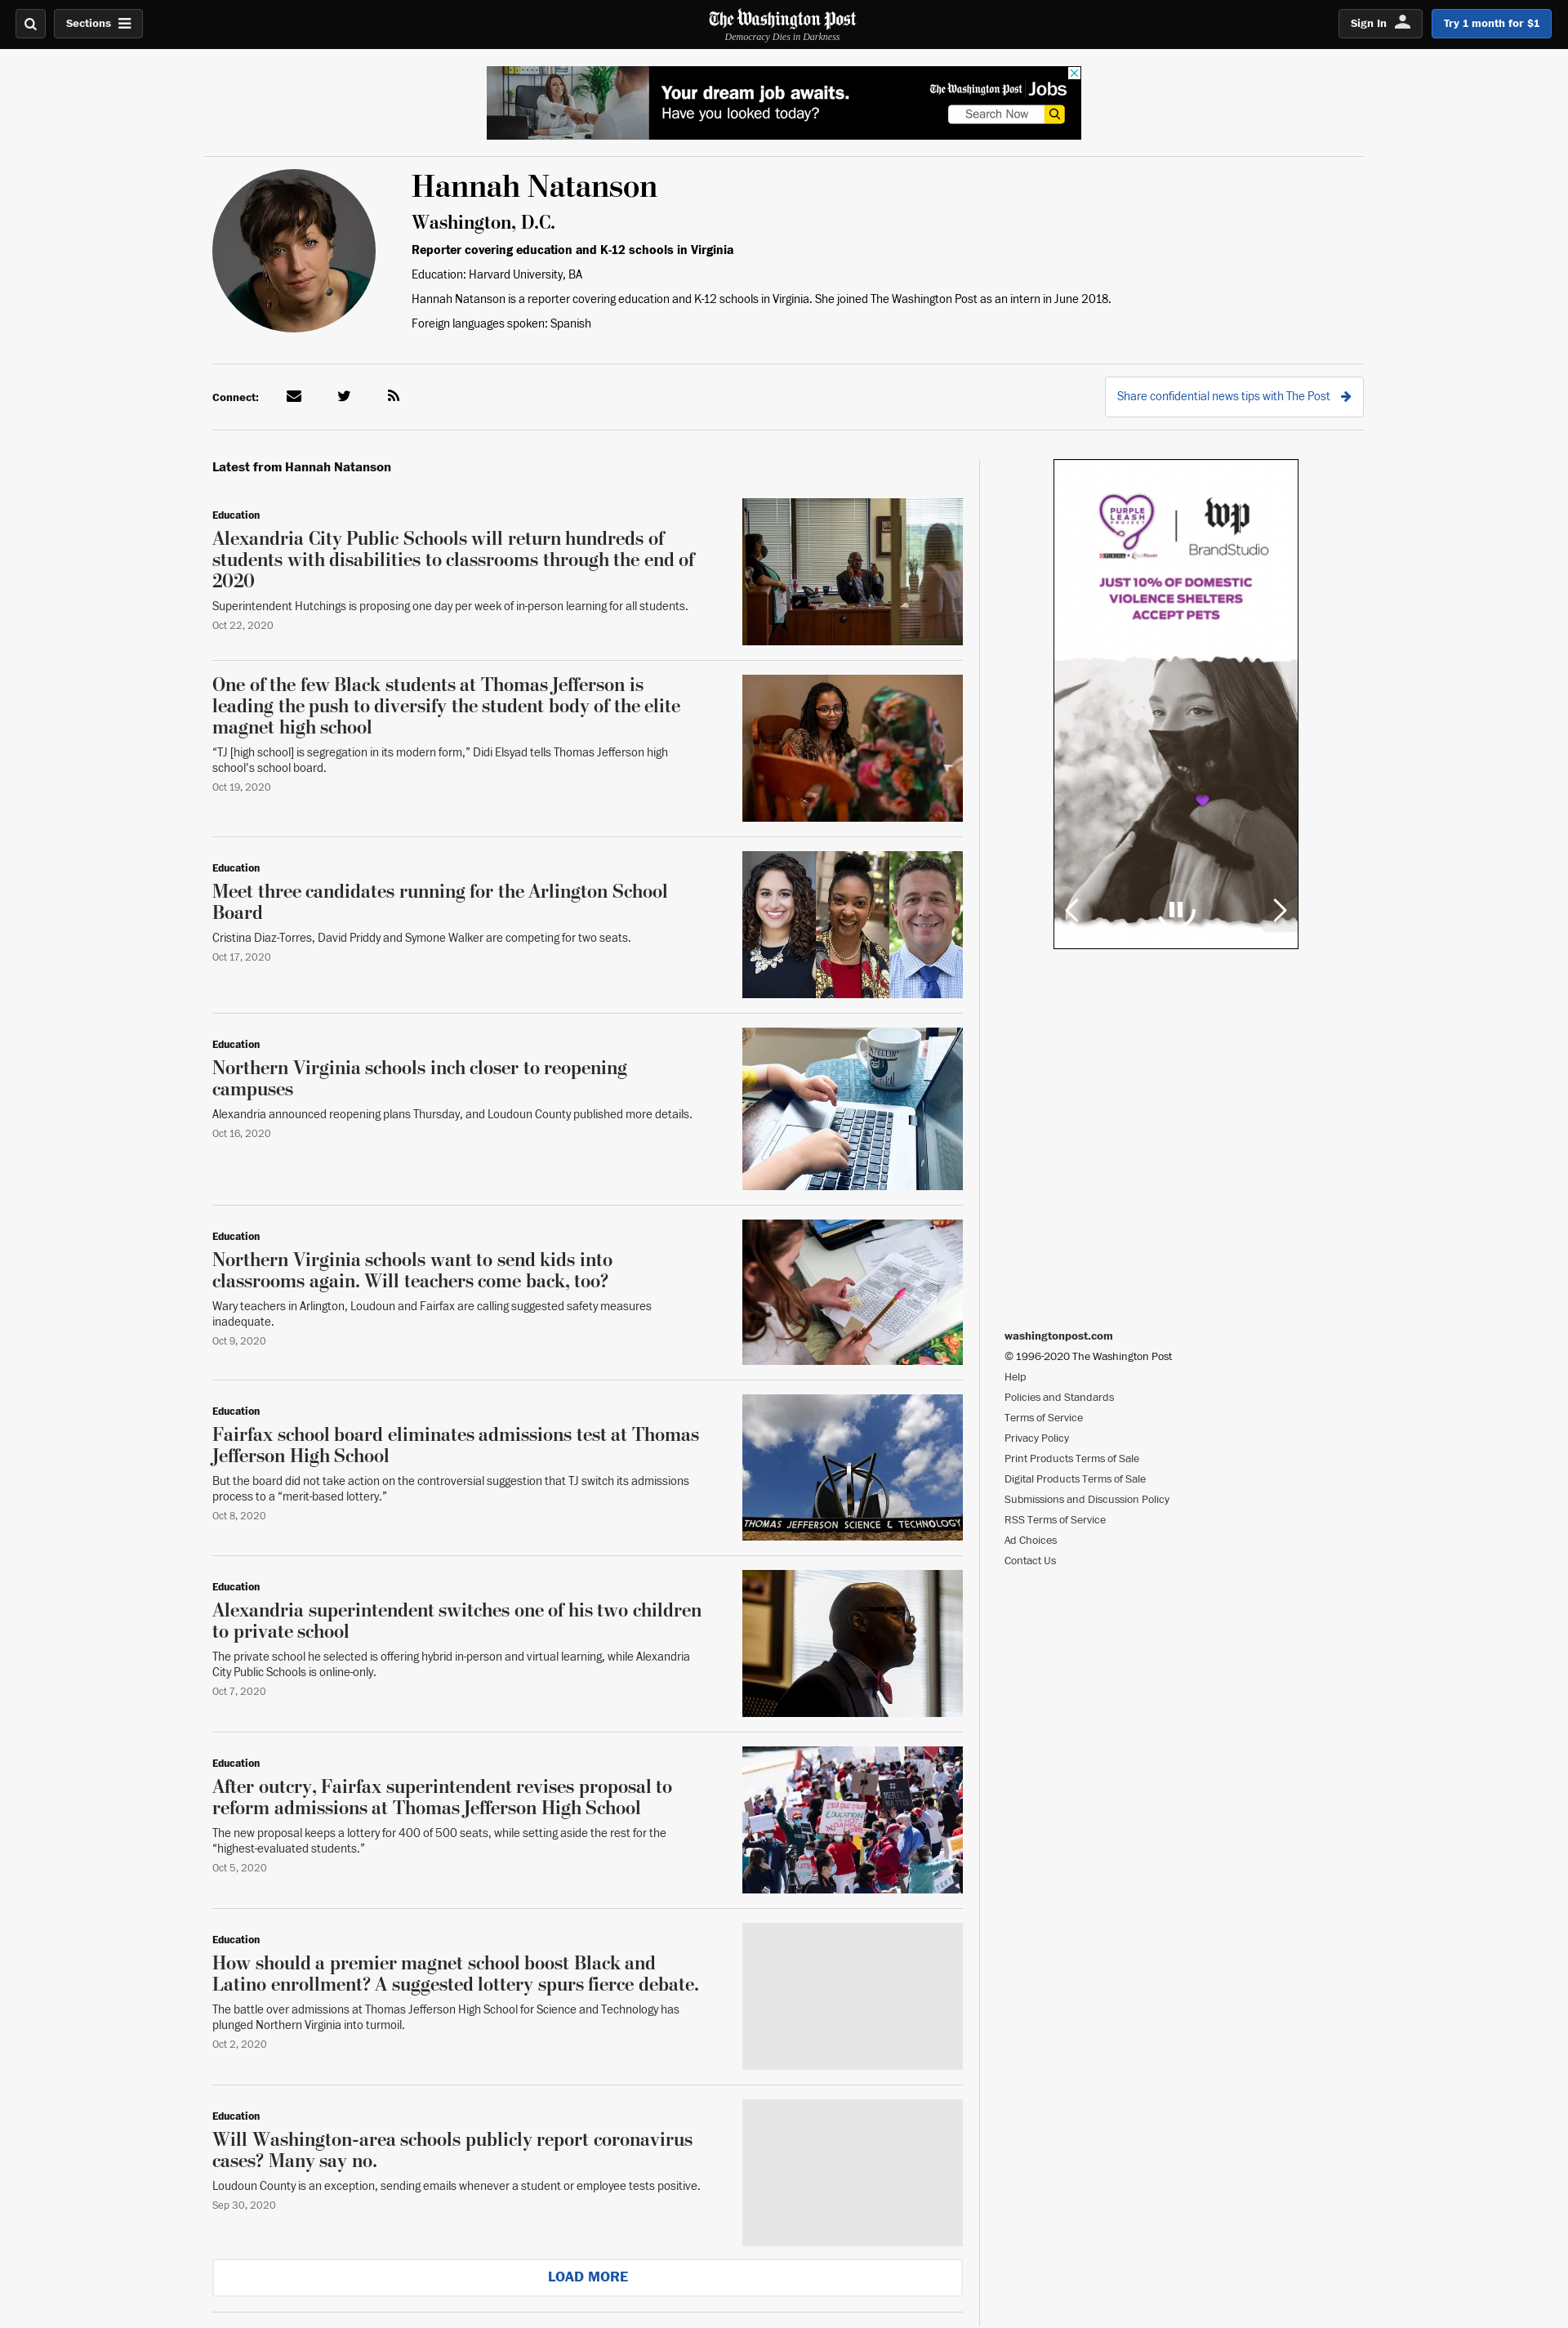 Sections
The Washington Post
Democracy Dies in Darkness
Sign In
Try 1 month for $1
Your dream job awaits.
Have you looked today?
The Washington Post Jobs
Search Now
Hannah Natanson
Washington, D.C.
Reporter covering education and K-12 schools in Virginia
Education: Harvard University, BA
Hannah Natanson is a reporter covering education and K-12 schools in Virginia. She joined The Washington Post as an intern in June 2018.
Foreign languages spoken: Spanish
Connect:
Share confidential news tips with The Post
Latest from Hannah Natanson
Education
Alexandria City Public Schools will return hundreds of
students with disabilities to classrooms through the end of
2020
Superintendent Hutchings is proposing one day per week of in-person learning for all students.
Oct 22, 2020
One of the few Black students at Thomas Jefferson is
leading the push to diversify the student body of the elite
magnet high school
“TJ [high school] is segregation in its modern form,” Didi Elsyad tells Thomas Jefferson high
school's school board.
Oct 19, 2020
Education
Meet three candidates running for the Arlington School
Board
Cristina Diaz-Torres, David Priddy and Symone Walker are competing for two seats.
Oct 17, 2020
Education
Northern Virginia schools inch closer to reopening
campuses
Alexandria announced reopening plans Thursday, and Loudoun County published more details.
Oct 16, 2020
Education
Northern Virginia schools want to send kids into
classrooms again. Will teachers come back, too?
Wary teachers in Arlington, Loudoun and Fairfax are calling suggested safety measures
inadequate.
Oct 9, 2020
Education
Fairfax school board eliminates admissions test at Thomas
Jefferson High School
But the board did not take action on the controversial suggestion that TJ switch its admissions
process to a “merit-based lottery.”
Oct 8, 2020
THOMAS JEFFERSON SCIENCE & TECHNOLOGY
Education
Alexandria superintendent switches one of his two children
to private school
The private school he selected is offering hybrid in-person and virtual learning, while Alexandria
City Public Schools is online-only.
Oct 7, 2020
Education
After outcry, Fairfax superintendent revises proposal to
reform admissions at Thomas Jefferson High School
The new proposal keeps a lottery for 400 of 500 seats, while setting aside the rest for the
“highest-evaluated students.”
Oct 5, 2020
EDUCATION
Education
How should a premier magnet school boost Black and
Latino enrollment? A suggested lottery spurs fierce debate.
The battle over admissions at Thomas Jefferson High School for Science and Technology has
plunged Northern Virginia into turmoil.
Oct 2, 2020
Education
Will Washington-area schools publicly report coronavirus
cases? Many say no.
Loudoun County is an exception, sending emails whenever a student or employee tests positive.
Sep 30, 2020
LOAD MORE
PURPLE
LEASH
PROJECT
PURINA
wp
BrandStudio
JUST 10% OF DOMESTIC
VIOLENCE SHELTERS
ACCEPT PETS
washingtonpost.com
© 1996-2020 The Washington Post
Help
Policies and Standards
Terms of Service
Privacy Policy
Print Products Terms of Sale
Digital Products Terms of Sale
Submissions and Discussion Policy
RSS Terms of Service
Ad Choices
Contact Us